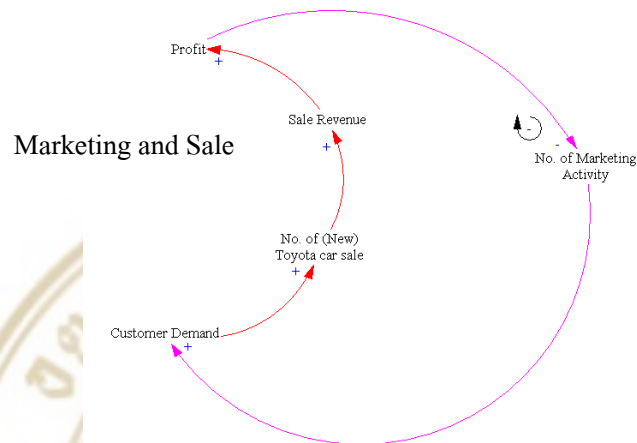 Profit
+
Sale Revenue
+
Marketing and Sale
-
-
No. of Marketing
Activity
No. of (New)
Toyota car sale
+
Customer Demand
+